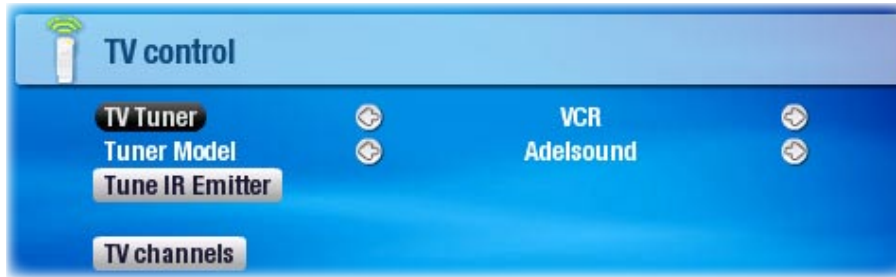 TV control
TV Tuner VCR
Tuner Model Adelsound
Tune IR Emitter
TV channels